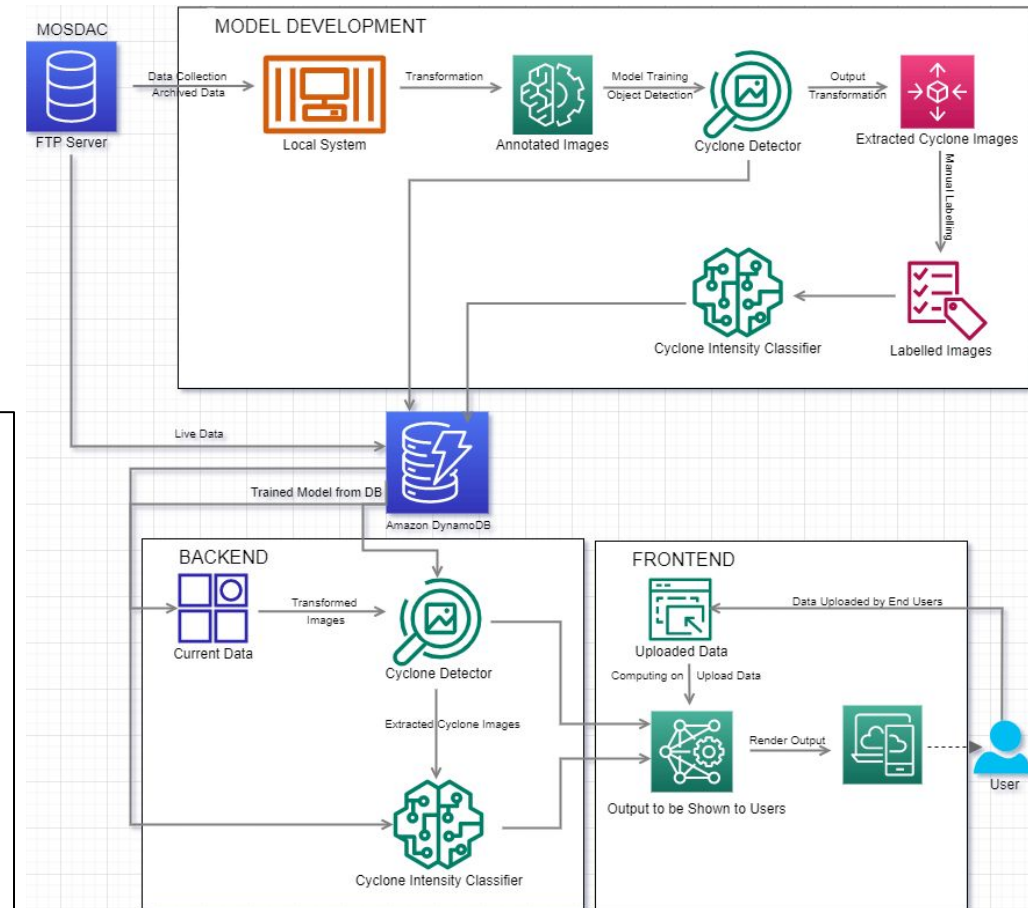 MOSDAC
FTP Server
MODEL DEVELOPMENT
Data Collection
Archived Data
Local System
Transformation
Annotated Images
Model Training
Object Detection
Cyclone Detector
Output
Transformation
Extracted Cyclone Images
Manual Labelling
Labelled Images
Cyclone Intensity Classifier
Live Data
Trained Model from DB
Amazon DynamoDB
BACKEND
Current Data
Transformed
Images
Cyclone Detector
Extracted Cyclone Images
Cyclone Intensity Classifier
FRONTEND
Data Uploaded by End Users
Uploaded Data
Computing on Upload Data
Output to be Shown to Users
Render Output
User